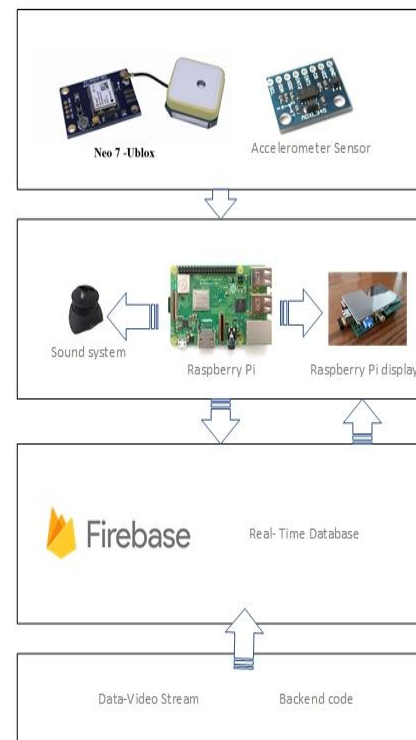 Neo 7 -Ublox
Accelerometer Sensor
ADXL345
Sound system
Raspberry Pi
Raspberry Pi display
Firebase
Real- Time Database
Data-Video Stream
Backend code